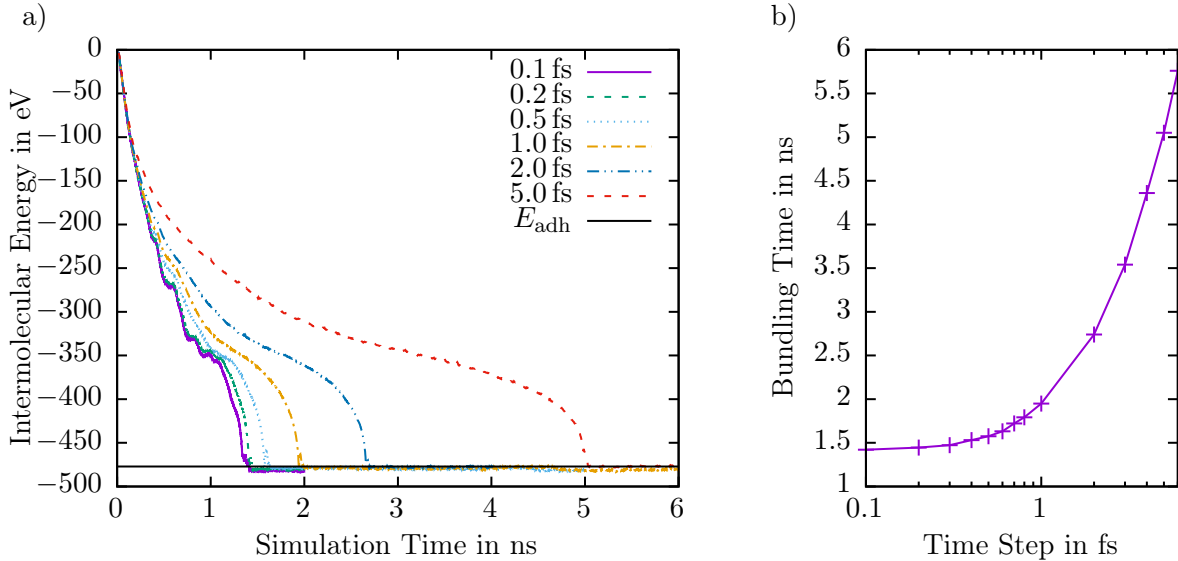 a)
Intermolecular Energy in eV
0
−50
−100
−150
−200
−250
−300
−350
−400
−450
−500
0 1 2 3 4 5 6
Simulation Time in ns
0.1 fs
0.2 fs
0.5 fs
1.0 fs
2.0 fs
5.0 fs
E_adh
b)
Bundling Time in ns
6
5.5
5
4.5
4
3.5
3
2.5
2
1.5
1
0.1 1
Time Step in fs